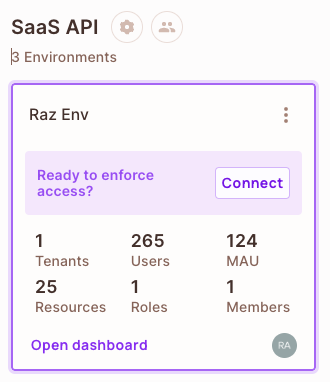 SaaS API
3 Environments
Raz Env
Ready to enforce
access?
Connect
1 265 124
Tenants Users MAU
25 1 1
Resources Roles Members
Open dashboard RA